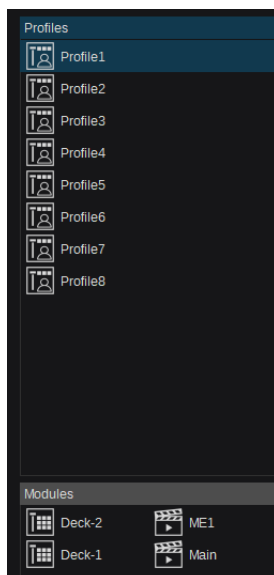 Profiles
Profile1
Profile2
Profile3
Profile4
Profile5
Profile6
Profile7
Profile8
Modules
Deck-2 ME1
Deck-1 Main